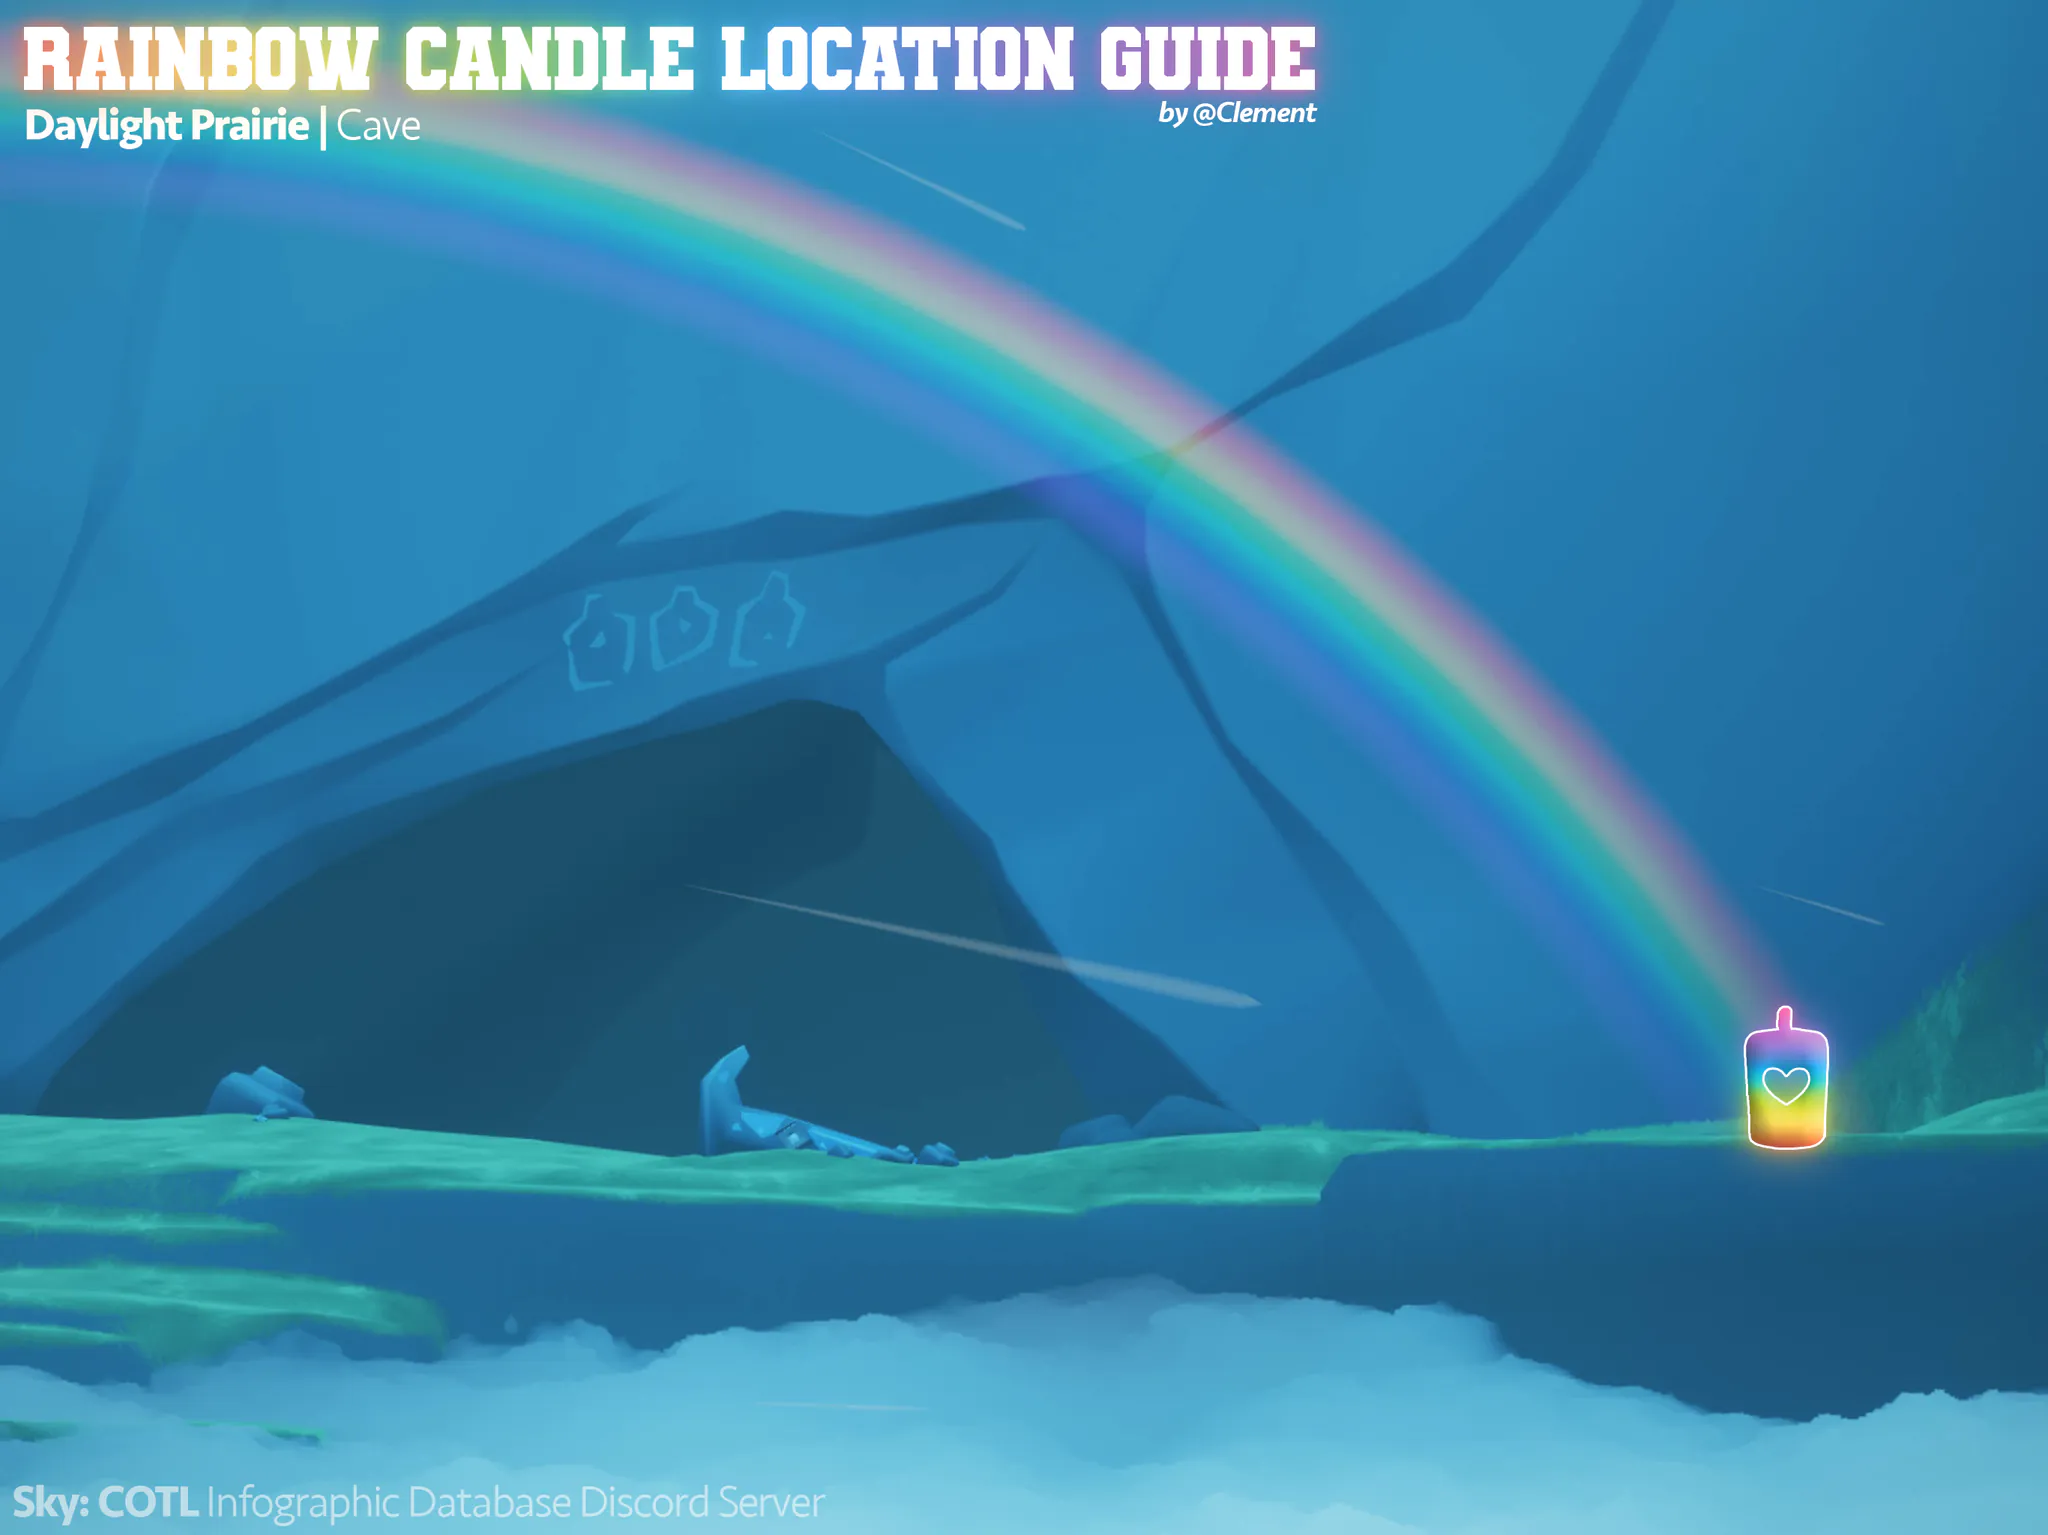 RAINBOW CANDLE LOCATION GUIDE
by @Clement
Daylight Prairie | Cave
Sky: COTL Infographic Database Discord Server